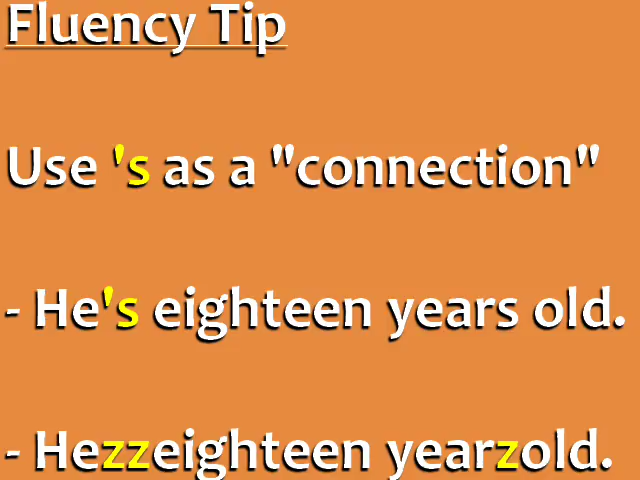 Fluency Tip
Use 's as a "connection"
- He's eighteen years old.
- Hezzeighteen yearzold.